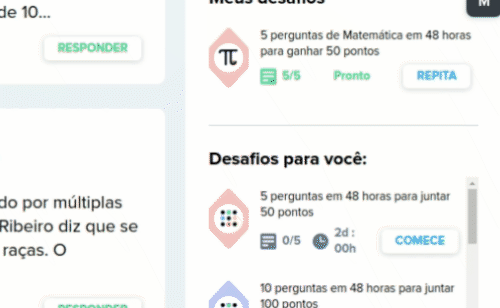 de 10...
RESPONDER
do por múltiplas
Ribeiro diz que se
raças. O
RESPONDER
Meus desafios
M
5 perguntas de Matemática em 48 horas
para ganhar 50 pontos
5/5 Pronto REPITA
Desafios para você:
5 perguntas em 48 horas para juntar
50 pontos
0/5 2d :
00h
COMECE
10 perguntas em 48 horas para juntar
100 pontos